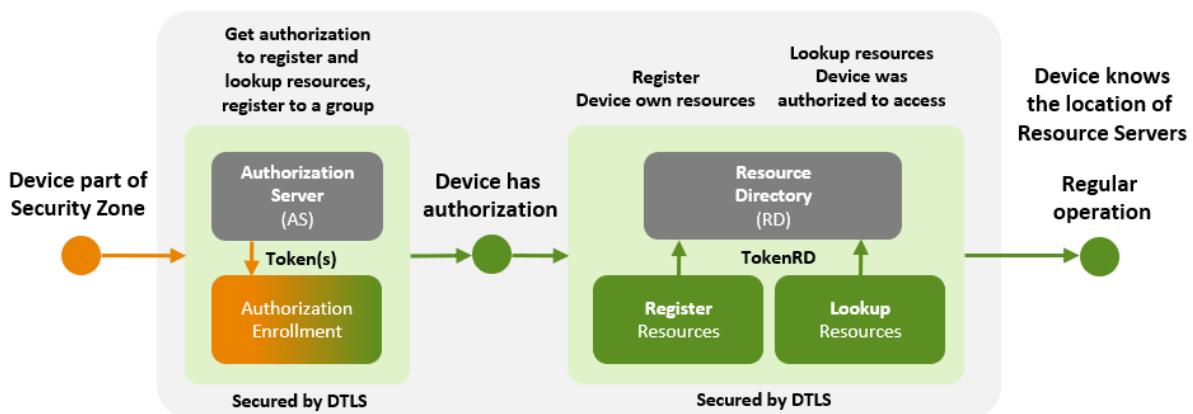 Device part of
Security Zone
Get authorization
to register and
lookup resources,
register to a group
Authorization
Server
(AS)
Token(s)
Authorization
Enrollment
Secured by DTLS
Device has
authorization
Register
Device own resources
Lookup resources
Device was
authorized to access
Resource
Directory
(RD)
TokenRD
Register
Resources
Lookup
Resources
Secured by DTLS
Device knows
the location of
Resource Servers
Regular
operation